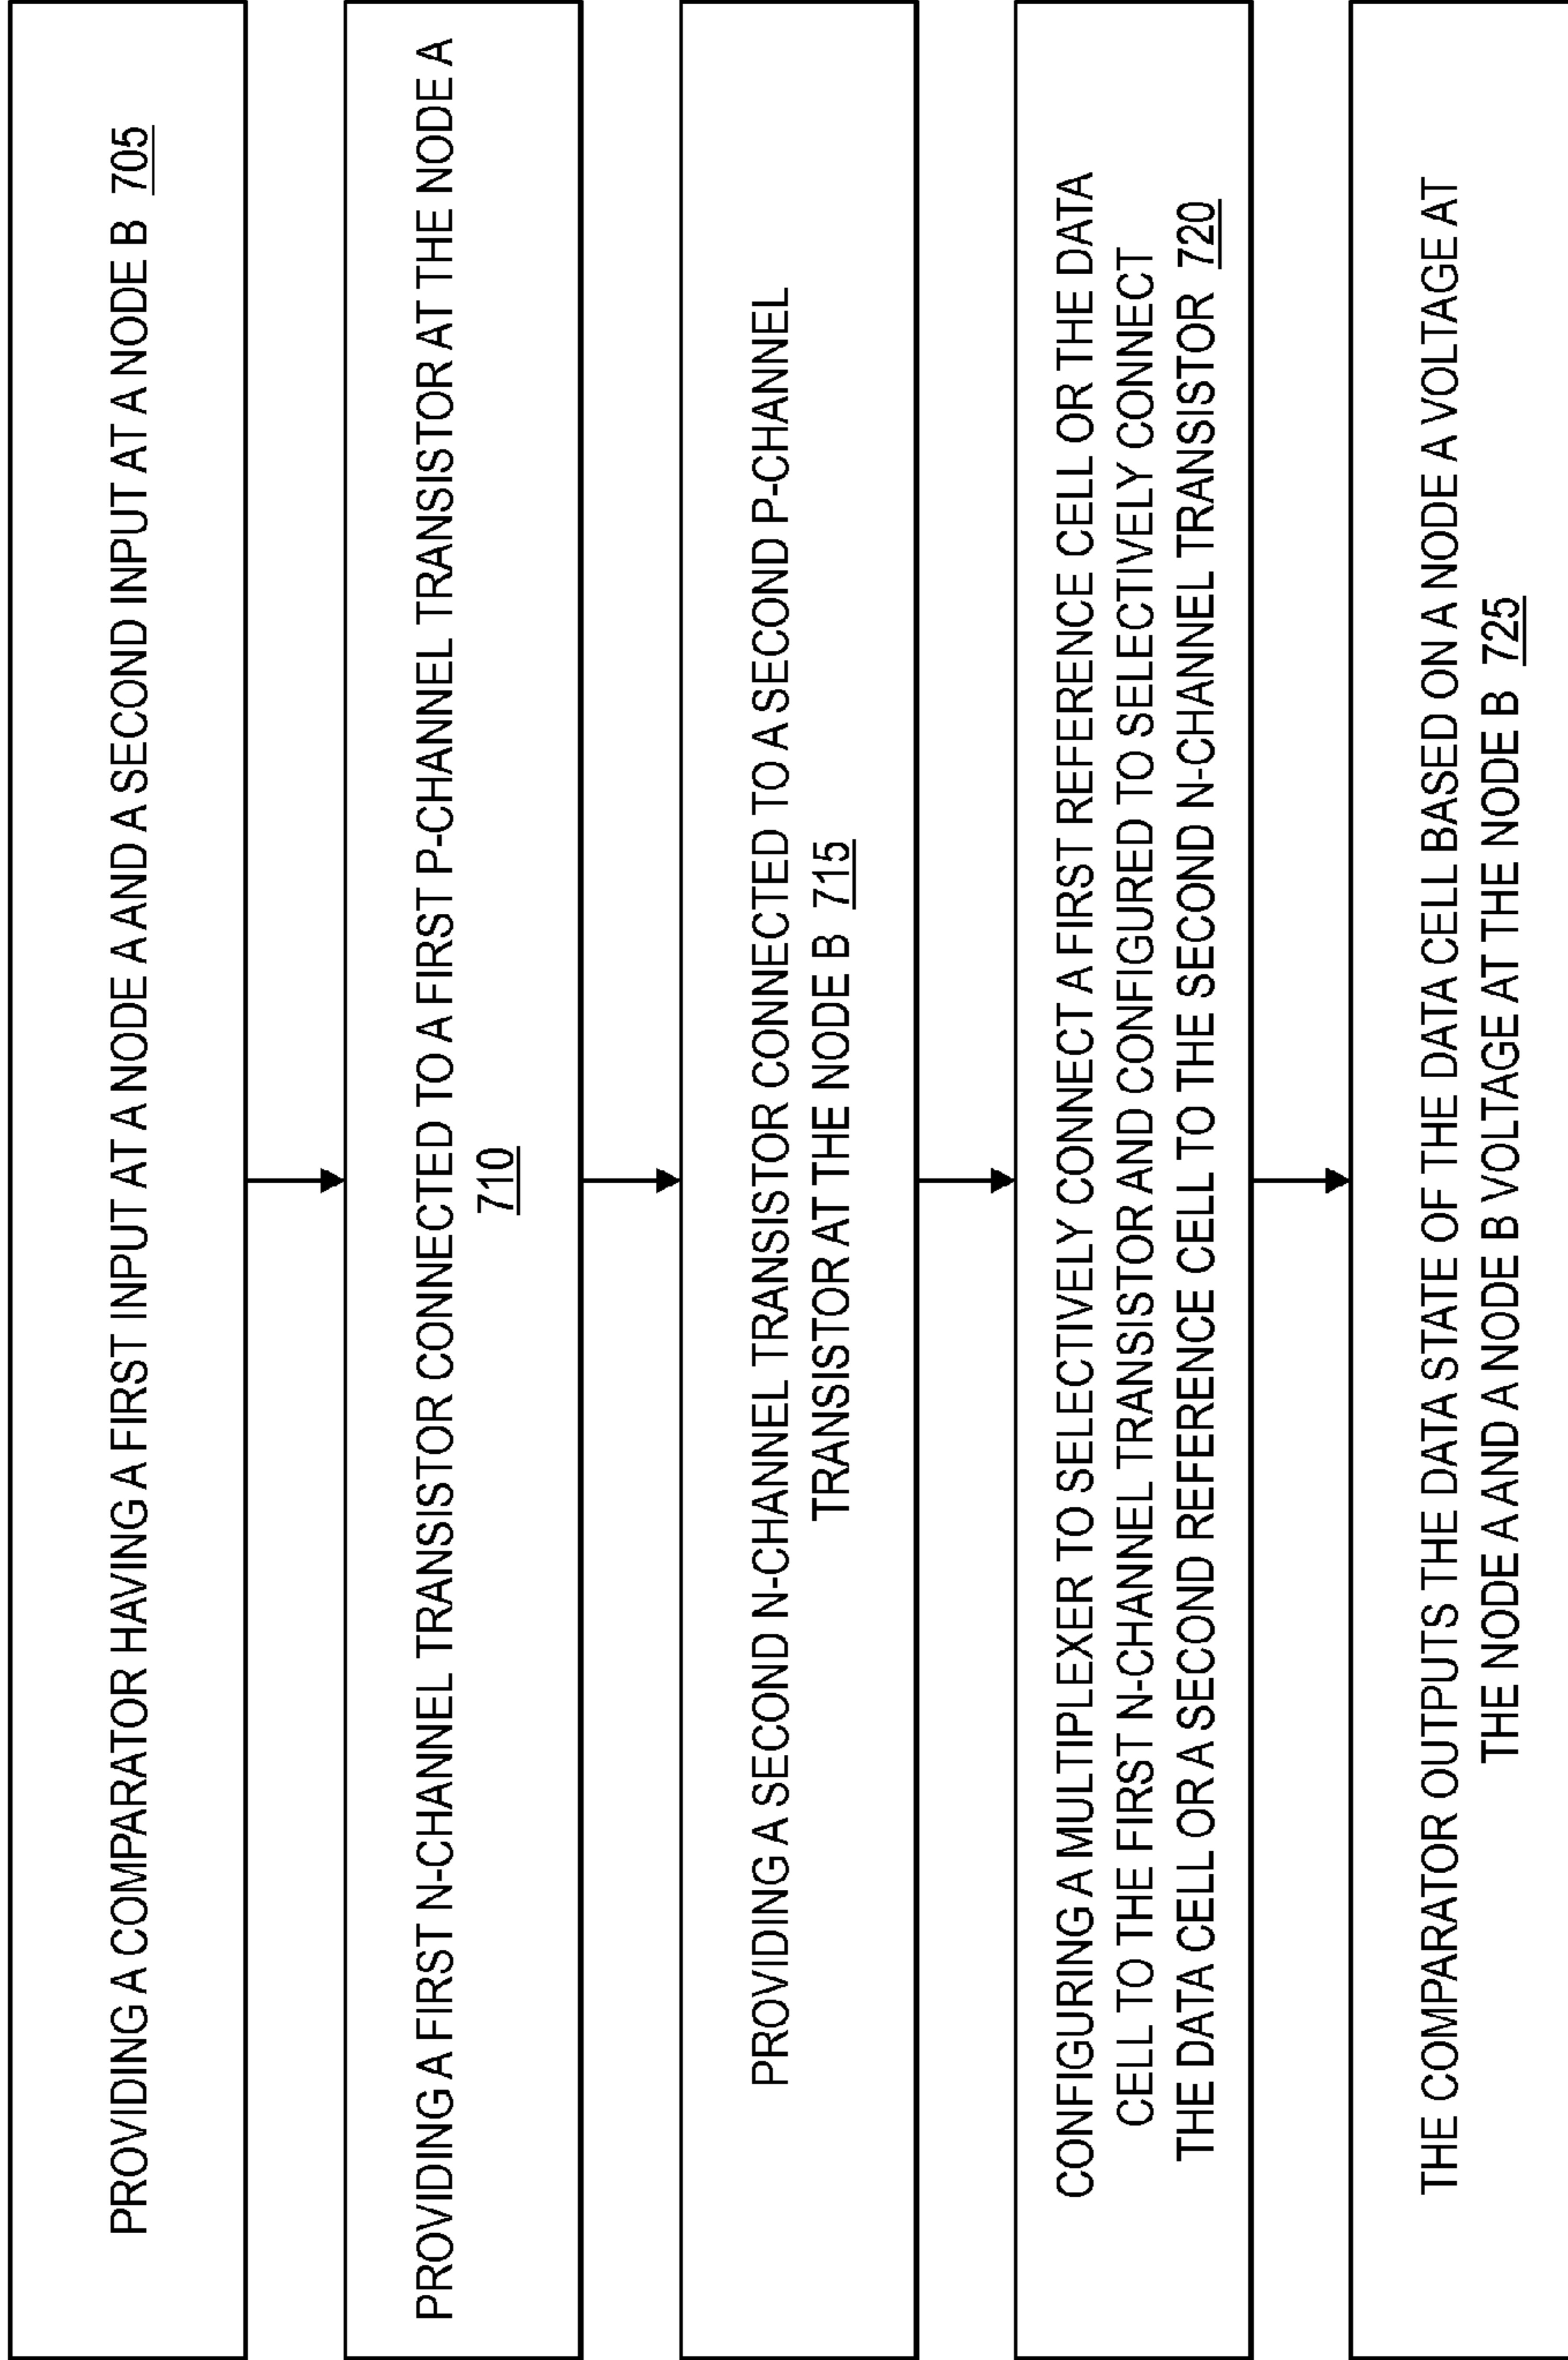 PROVIDING A COMPARATOR HAVING A FIRST INPUT AT A NODE A AND A SECOND INPUT AT A NODE B 705
PROVIDING A FIRST N-CHANNEL TRANSISTOR CONNECTED TO A FIRST P-CHANNEL TRANSISTOR AT THE NODE A
710
PROVIDING A SECOND N-CHANNEL TRANSISTOR CONNECTED TO A SECOND P-CHANNEL
TRANSISTOR AT THE NODE B 715
CONFIGURING A MULTIPLEXER TO SELECTIVELY CONNECT A FIRST REFERENCE CELL OR THE DATA
CELL TO THE FIRST N-CHANNEL TRANSISTOR AND CONFIGURED TO SELECTIVELY CONNECT
THE DATA CELL OR A SECOND REFERENCE CELL TO THE SECOND N-CHANNEL TRANSISTOR 720
THE COMPARATOR OUTPUTS THE DATA STATE OF THE DATA CELL BASED ON A NODE A VOLTAGE AT
THE NODE A AND A NODE B VOLTAGE AT THE NODE B 725